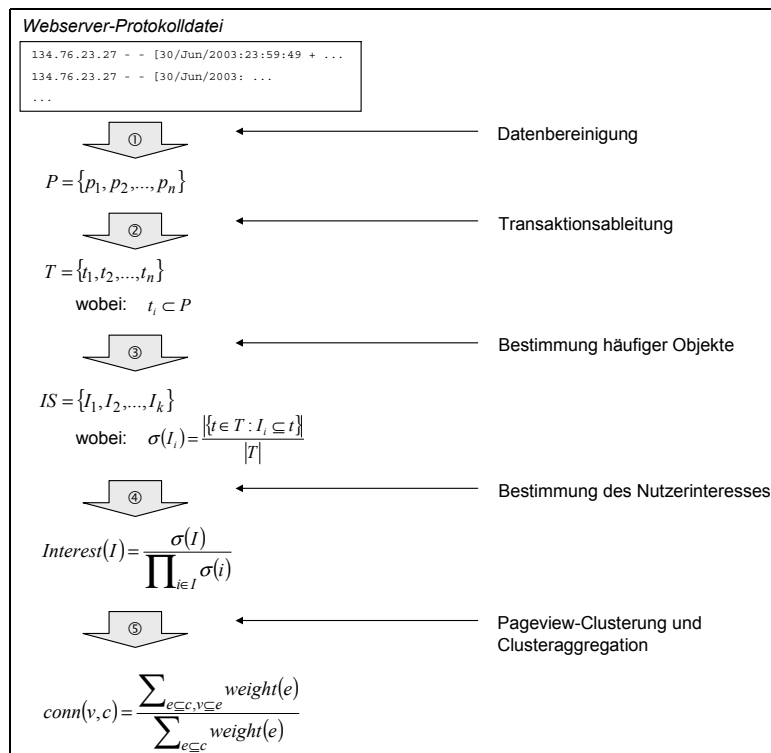 Webserver-Protokolldatei
134.76.23.27 - - [30/Jun/2003:23:59:49 + ...
134.76.23.27 - - [30/Jun/2003: ...
...
① Datenbereinigung
P = {p₁, p₂,..., pₙ}
② Transaktionsableitung
T = {t₁, t₂,..., tₙ}
wobei: tᵢ ⊂ P
③ Bestimmung häufiger Objekte
IS = {I₁, I₂,..., Iₖ}
wobei: σ(Iᵢ) = |{t ∈ T : Iᵢ ⊆ t}| / |T|
④ Bestimmung des Nutzerinteresses
Interest(I) = σ(I) / ∏_{i∈I} σ(i)
⑤ Pageview-Clusterung und
Clusteraggregation
conn(v, c) = ∑_{e⊆c,v⊆e} weight(e) / ∑_{e⊆c} weight(e)